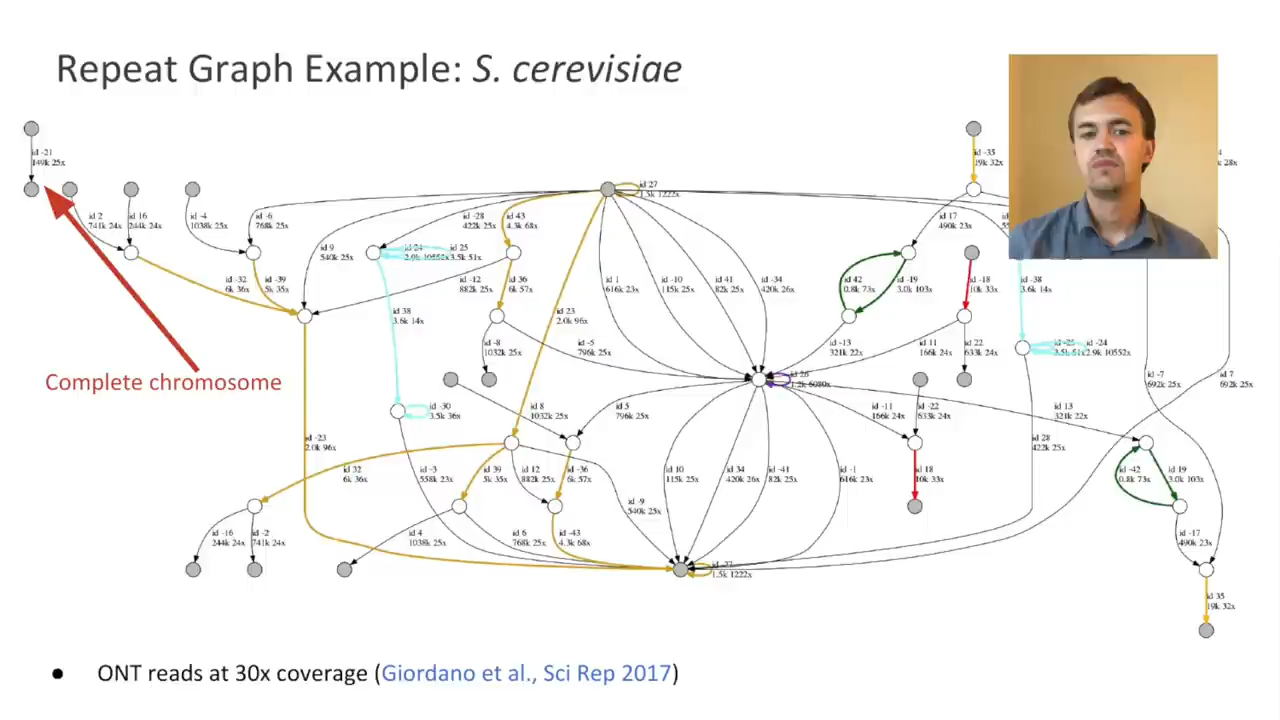 Repeat Graph Example: S. cerevisiae
id -21
149k 25x
id 2
741k 24x
id 16
244k 24x
id -4
1038k 25x
id -6
768k 25x
id 9
540k 25x
id -28
422k 25x
id 43
4.3k 68x
id 27
1.5k 1222x
id -35
19k 32x
id 17
490k 23x
k 28x
id -32
6k 36x
id -39
5k 35x
id 25
3.5k 51x
id 38
3.6k 14x
id -12
882k 25x
id 36
6k 57x
id 23
2.0k 96x
id 1
616k 23x
id -10
115k 25x
id 41
82k 25x
id -34
420k 26x
id 42
0.8k 73x
id -19
3.0k 103x
id -18
10k 33x
id -38
3.6k 14x
id -8
1032k 25x
id -5
796k 25x
id 26
id -13
321k 22x
id 11
166k 24x
id 22
633k 24x
id -24
10552x
id -7
692k 25x
id 7
692k 25x
Complete chromosome
id -30
3.5k 36x
id 8
1032k 25x
id 5
796k 25x
id -11
166k 24x
id -22
633k 24x
id 13
321k 22x
id -23
2.0k 96x
id 32
6k 36x
id -3
558k 23x
id 39
5k 35x
id 12
882k 25x
id -36
6k 57x
id -9
540k 25x
id 10
115k 25x
id 34
420k 26x
id -41
82k 25x
id -1
616k 23x
id 18
10k 33x
id 28
422k 25x
id -42
0.8k 73x
id 19
3.0k 103x
id -16
244k 24x
id -2
741k 24x
id 4
1038k 25x
id 6
768k 25x
id -43
4.3k 68x
id -27
1.5k 1222x
id -17
490k 23x
id 35
19k 32x
● ONT reads at 30x coverage (Giordano et al., Sci Rep 2017)